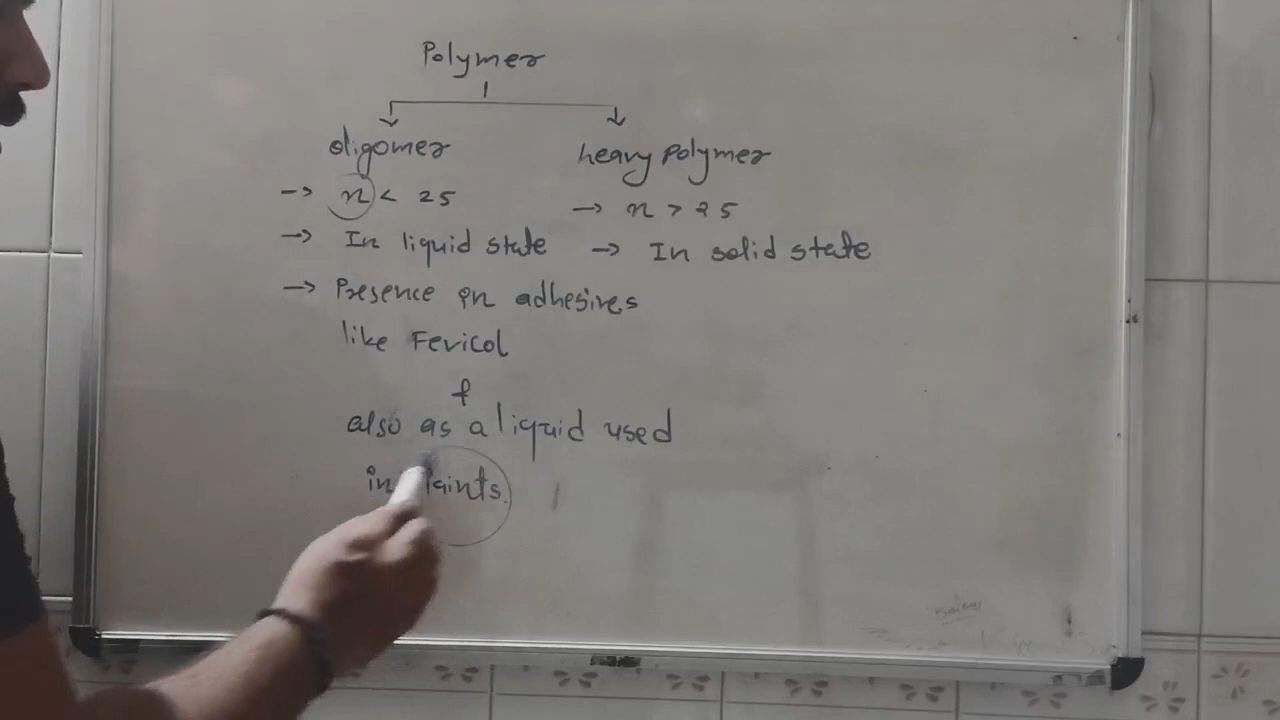 Polymer
oligomer
heavy polymer
→ n < 25
→ n > 25
→ In liquid state
→ In solid state
→ Presence in adhesives
like Fevicol
f
also as a liquid used
in